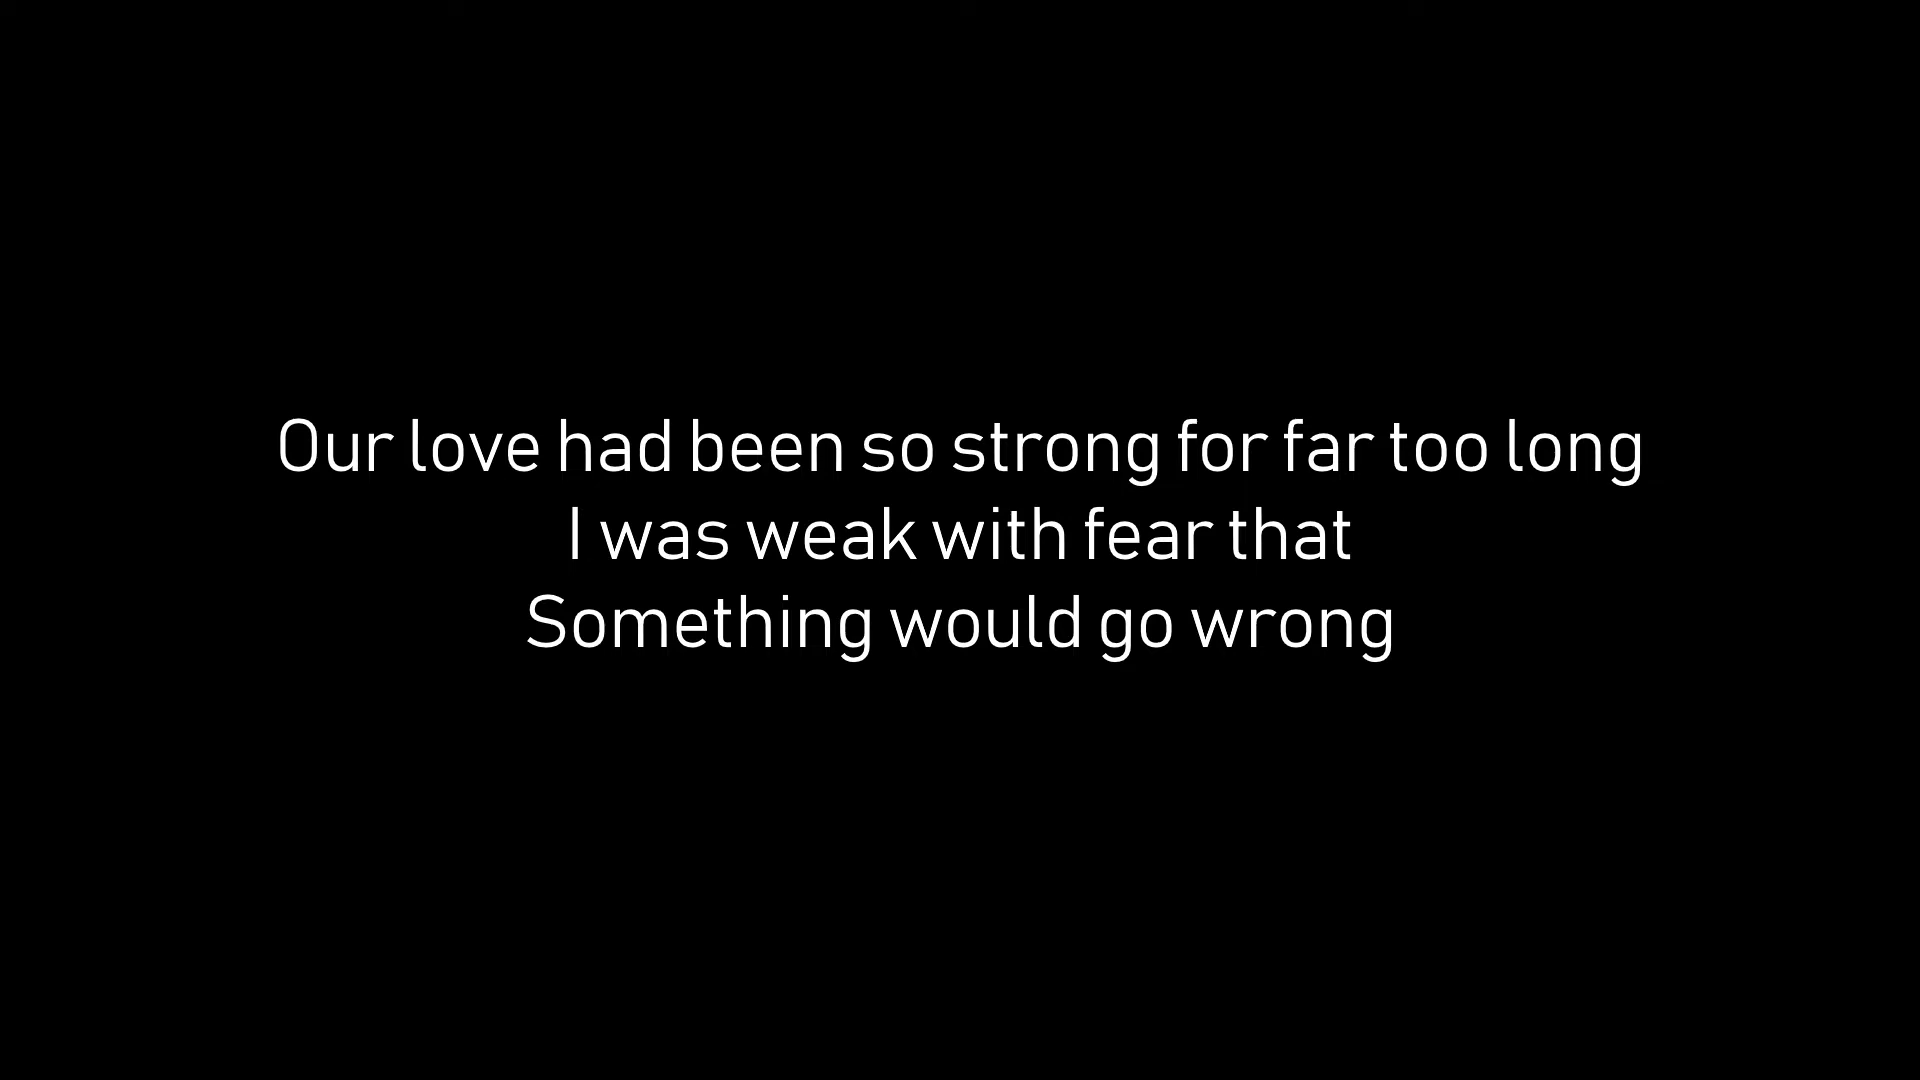 Our love had been so strong for far too long
I was weak with fear that
Something would go wrong